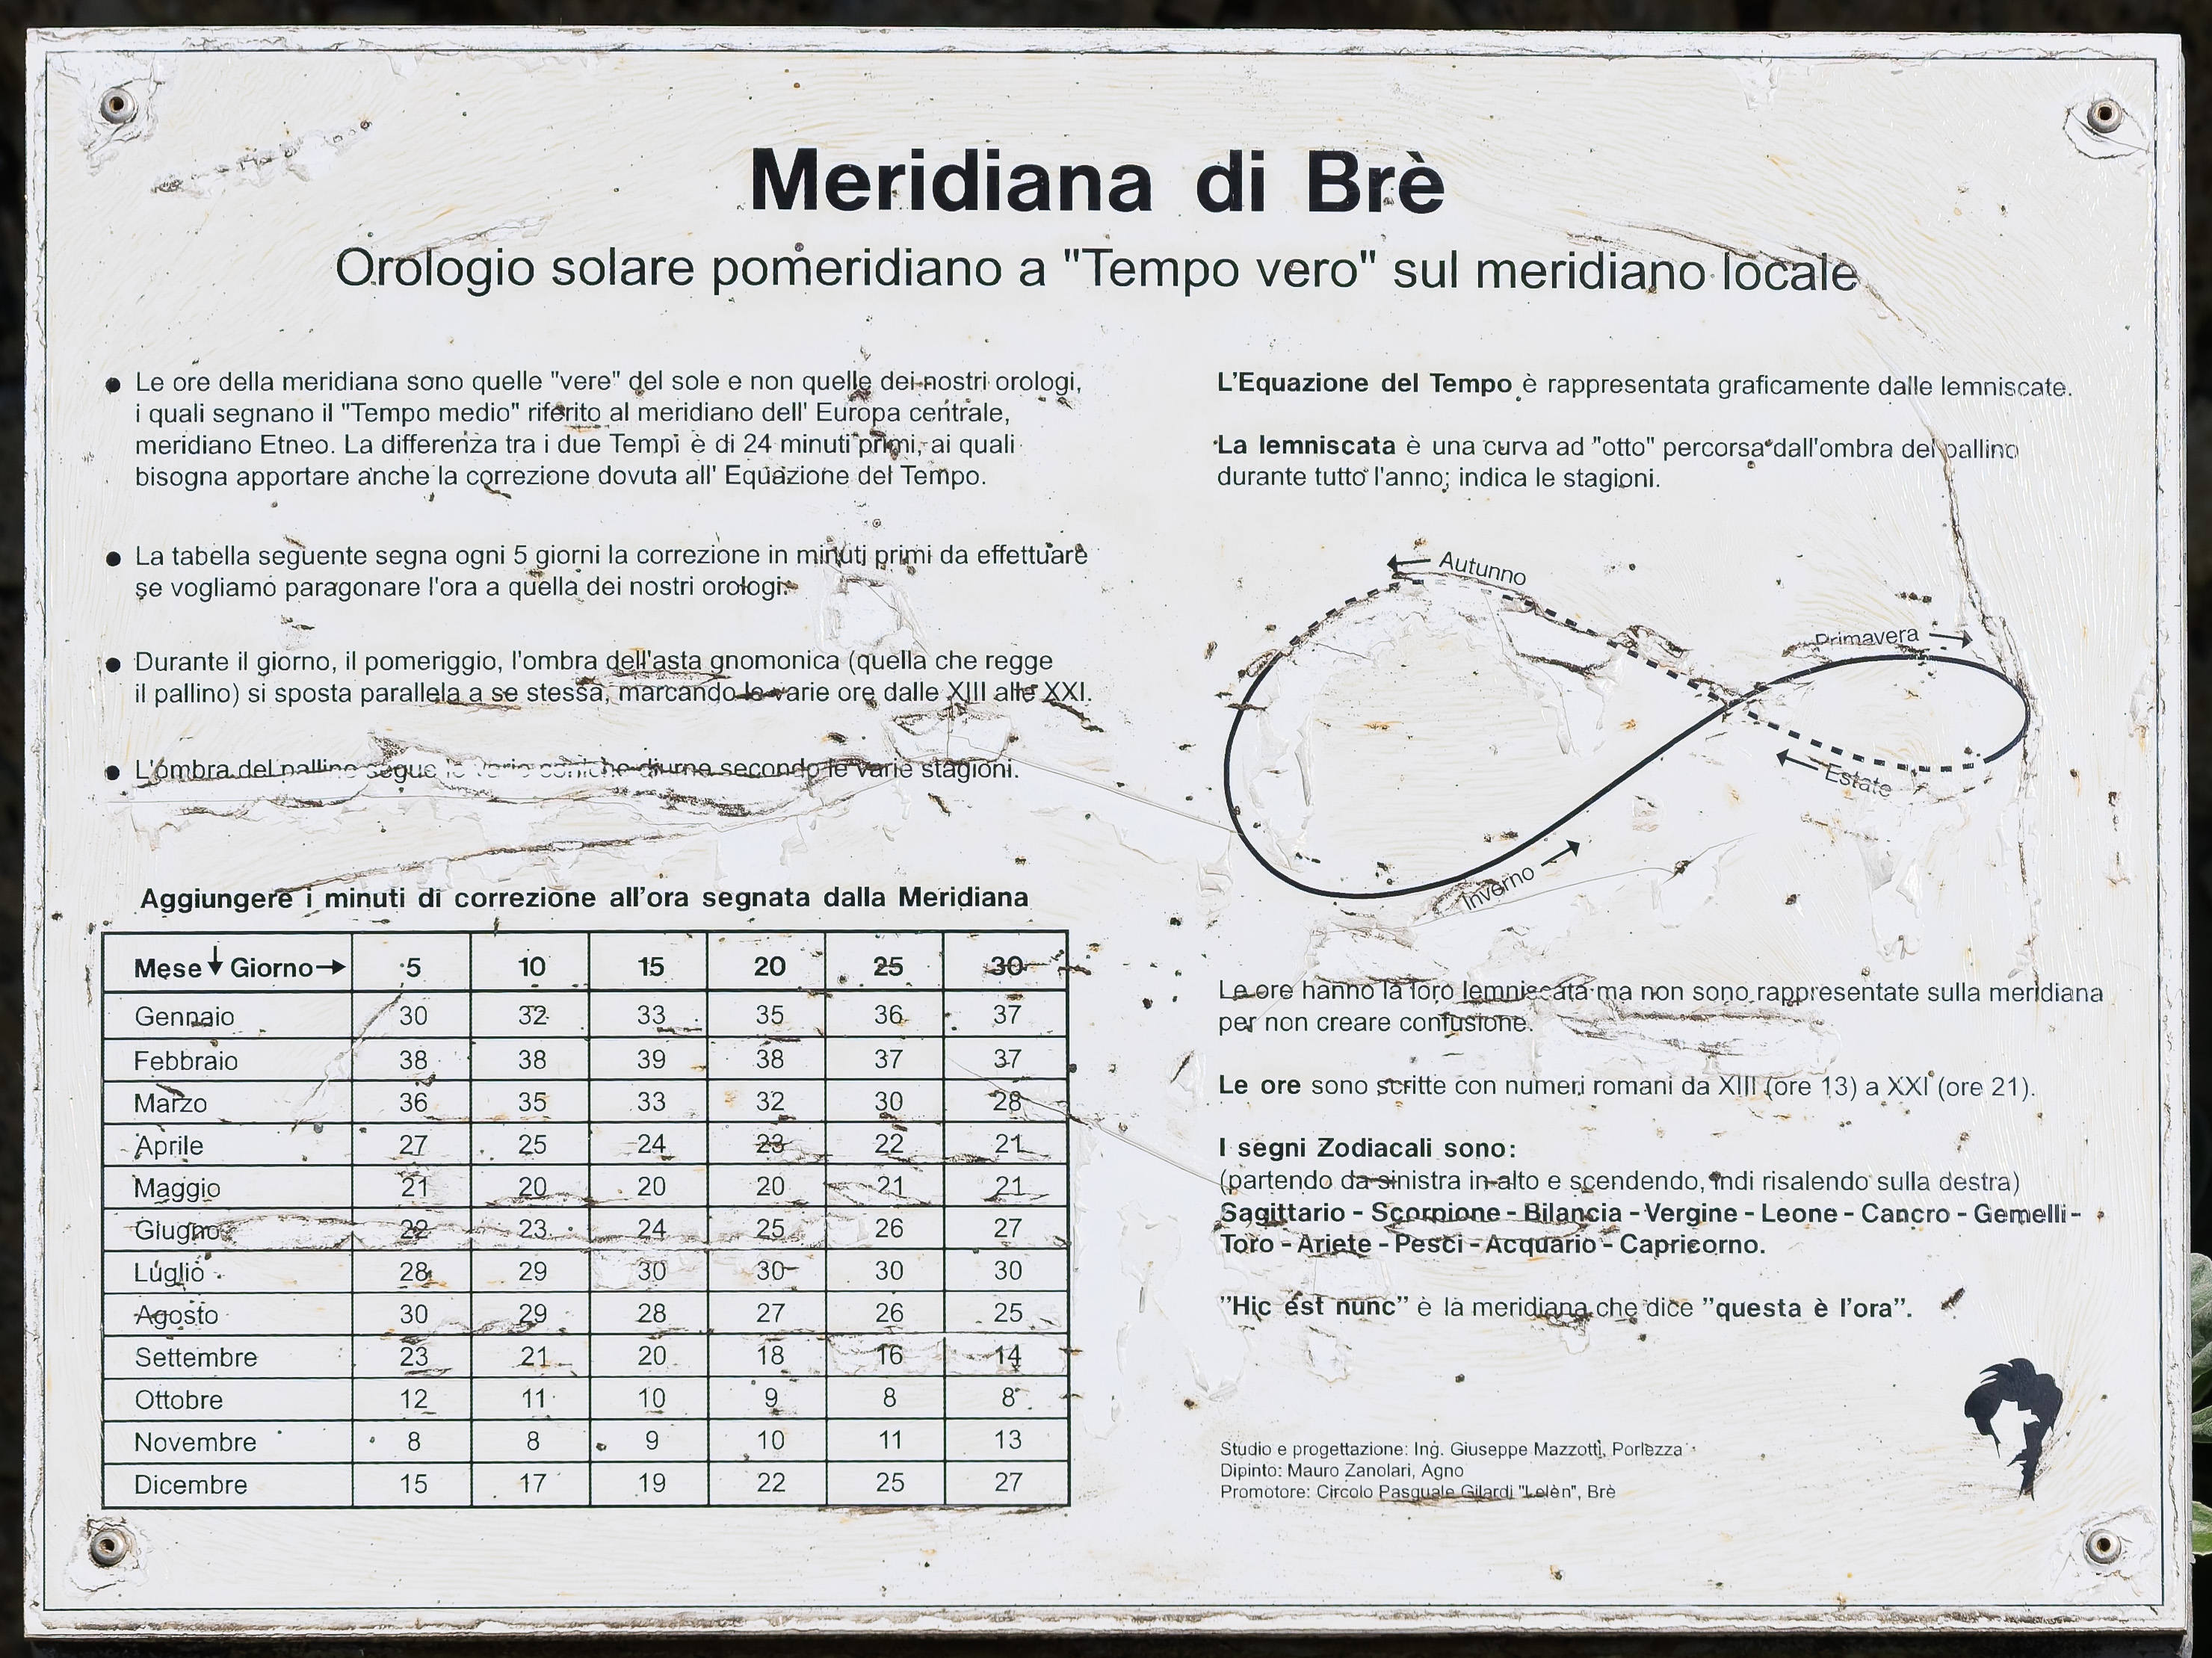 Meridiana di Brè
Orologio solare pomeridiano a "Tempo vero" sul meridiano locale
● Le ore della meridiana sono quelle "vere" del sole e non quelle dei nostri orologi,
i quali segnano il "Tempo medio" riferito al meridiano dell' Europa centrale,
meridiano Etneo. La differenza tra i due Tempi è di 24 minuti primi, ai quali
bisogna apportare anche la correzione dovuta all' Equazione del Tempo.
● La tabella seguente segna ogni 5 giorni la correzione in minuti primi da effettuare
se vogliamo paragonare l'ora a quella dei nostri orologi.
● Durante il giorno, il pomeriggio, l'ombra dell'asta gnomonica (quella che regge
il pallino) si sposta parallela a se stessa, marcando le varie ore dalle XIII alle XXI.
● L'ombra del pallino segue le varie coniche diurne secondo le varie stagioni.
Aggiungere i minuti di correzione all'ora segnata dalla Meridiana
Mese ↓ Giorno → 5 10 15 20 25 30
Gennaio 30 32 33 35 36 37
Febbraio 38 38 39 38 37 37
Marzo 36 35 33 32 30 28
Aprile 27 25 24 23 22 21
Maggio 21 20 20 20 21 21
Giugno 22 23 24 25 26 27
Luglio 28 29 30 30 30 30
Agosto 30 29 28 27 26 25
Settembre 23 21 20 18 16 14
Ottobre 12 11 10 9 8 8
Novembre 8 8 9 10 11 13
Dicembre 15 17 19 22 25 27
L'Equazione del Tempo è rappresentata graficamente dalle lemniscate.
La lemniscata è una curva ad "otto" percorsa dall'ombra del pallino
durante tutto l'anno; indica le stagioni.
← Autunno
Primavera →
← Estate
Inverno →
Le ore hanno la loro lemniscata ma non sono rappresentate sulla meridiana
per non creare confusione.
Le ore sono scritte con numeri romani da XIII (ore 13) a XXI (ore 21).
I segni Zodiacali sono:
(partendo da sinistra in alto e scendendo, indi risalendo sulla destra)
Sagittario - Scorpione - Bilancia - Vergine - Leone - Cancro - Gemelli -
Toro - Ariete - Pesci - Acquario - Capricorno.
"Hic est nunc" è la meridiana che dice "questa è l'ora".
Studio e progettazione: Ing. Giuseppe Mazzotti, Porlezza
Dipinto: Mauro Zanolari, Agno
Promotore: Circolo Pasquale Gilardi "Lelèn", Brè